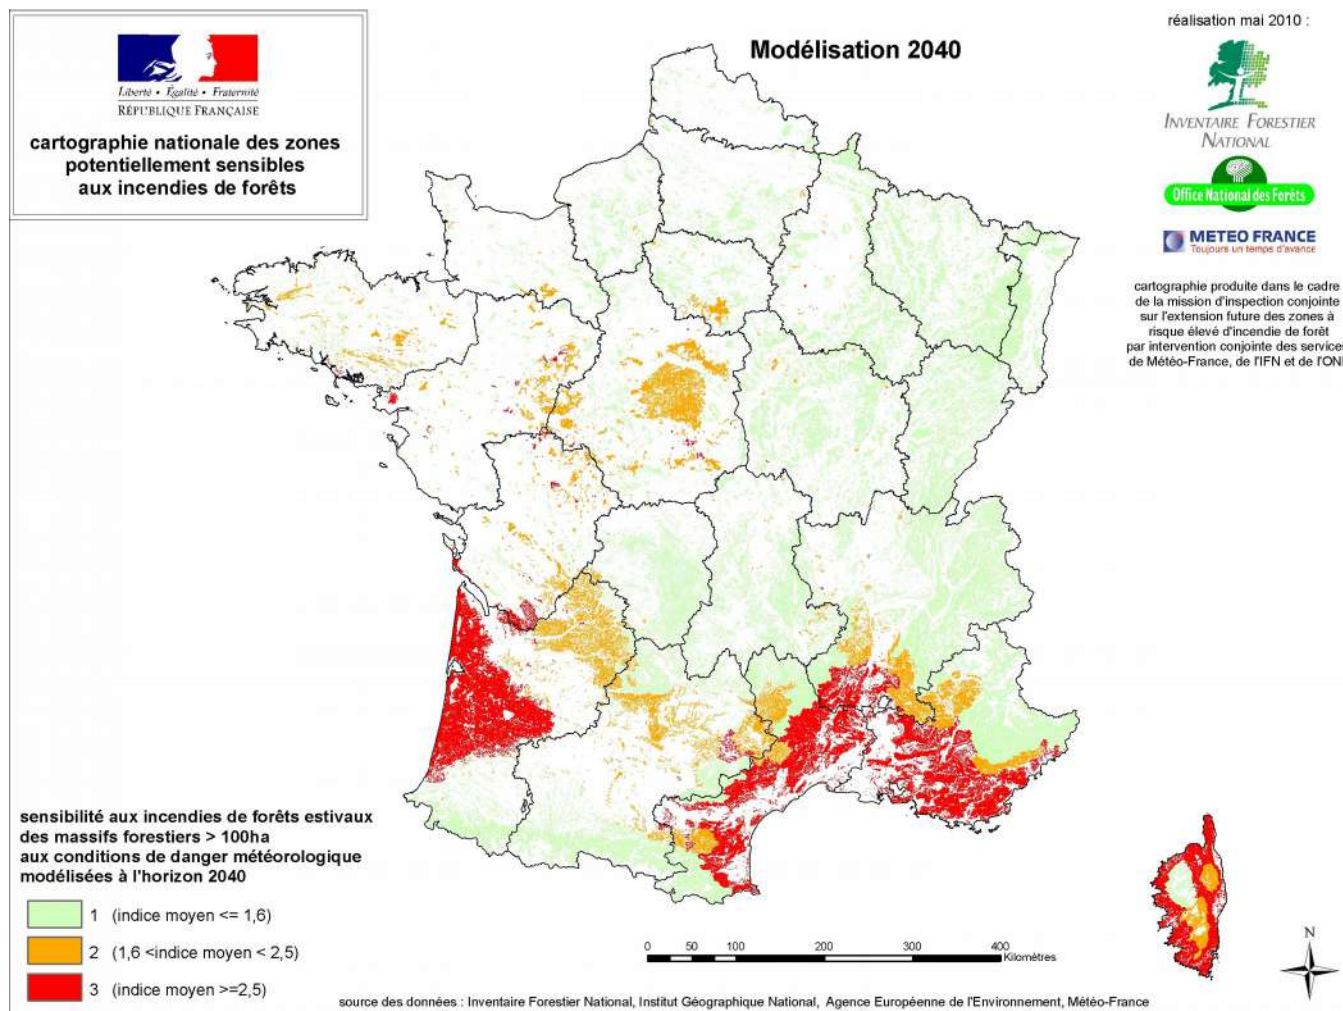 Liberté • Égalité • Fraternité
RÉPUBLIQUE FRANÇAISE
cartographie nationale des zones
potentiellement sensibles
aux incendies de forêts
Modélisation 2040
réalisation mai 2010 :
INVENTAIRE FORESTIER
NATIONAL
Office National des Forêts
METEO FRANCE
Toujours un temps d'avance
cartographie produite dans le cadre
de la mission d'inspection conjointe
sur l'extension future des zones à
risque élevé d'incendie de forêt
par intervention conjointe des services
de Météo-France, de l'IFN et de l'ON
sensibilité aux incendies de forêts estivaux
des massifs forestiers > 100ha
aux conditions de danger météorologique
modélisées à l'horizon 2040
1 (indice moyen <= 1,6)
2 (1,6 <indice moyen < 2,5)
3 (indice moyen >=2,5)
0 50 100 200 300 400
Kilomètres
N
source des données : Inventaire Forestier National, Institut Géographique National, Agence Européenne de l'Environnement, Météo-France